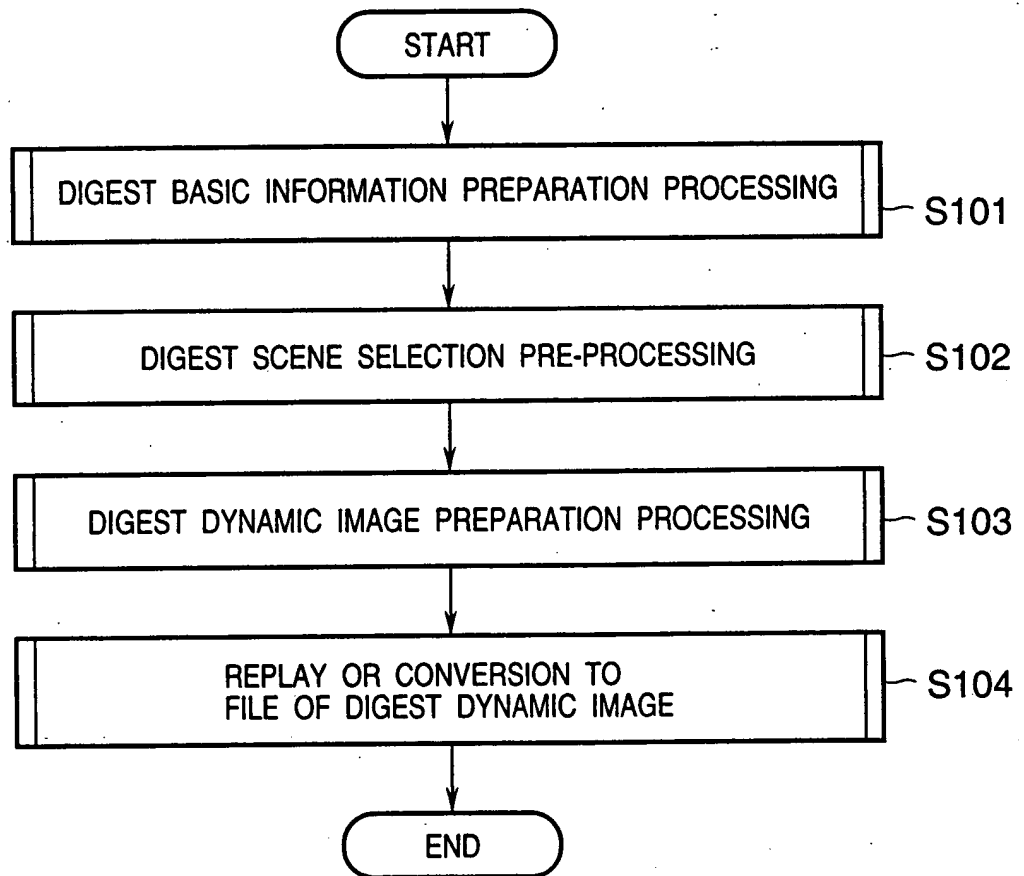 START
DIGEST BASIC INFORMATION PREPARATION PROCESSING
S101
DIGEST SCENE SELECTION PRE-PROCESSING
S102
DIGEST DYNAMIC IMAGE PREPARATION PROCESSING
S103
REPLAY OR CONVERSION TO
FILE OF DIGEST DYNAMIC IMAGE
S104
END